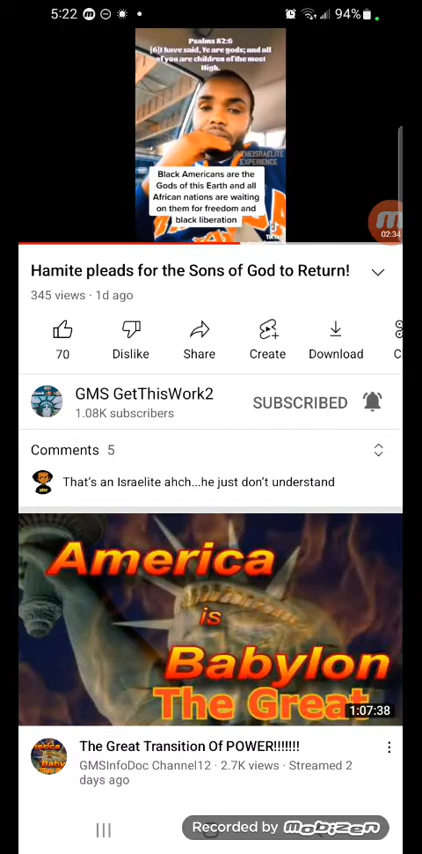 5:22
94%
Psalms 82:6
[6]I have said, Ye are gods; and all
of you are children of the most
High.
@THEISRAELITE
EXPERIENCE
Black Americans are the
Gods of this Earth and all
African nations are waiting
on them for freedom and
black liberation
02:34
Hamite pleads for the Sons of God to Return!
345 views · 1d ago
70
Dislike
Share
Create
Download
C
GMS GetThisWork2
SUBSCRIBED
1.08K subscribers
Comments 5
That's an Israelite ahch...he just don't understand
America
is
Babylon
The Great
1:07:38
The Great Transition Of POWER!!!!!!!
GMSInfoDoc Channel12 · 2.7K views · Streamed 2
days ago
Recorded by Mobizen